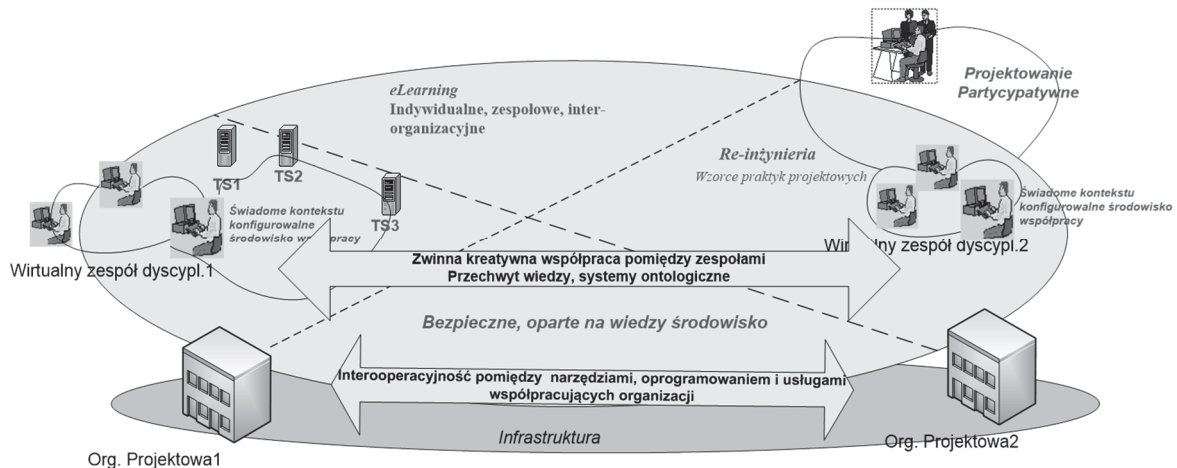 Projektowanie
Partycypatywne
eLearning
Indywidualne, zespołowe, inter-
organizacyjne
TS1
TS2
TS3
Re-inżynieria
Wzorce praktyk projektowych
Świadome kontekstu
konfigurowalne
środowisko współpracy
Świadome kontekstu
konfigurowalne środowisko
współpracy
Wirtualny zespół dyscypl.1
Wirtualny zespół dyscypl.2
Zwinna kreatywna współpraca pomiędzy zespołami
Przechwyt wiedzy, systemy ontologiczne
Bezpieczne, oparte na wiedzy środowisko
Interooperacyjność pomiędzy narzędziami, oprogramowaniem i usługami
współpracujących organizacji
Infrastruktura
Org. Projektowa1
Org. Projektowa2